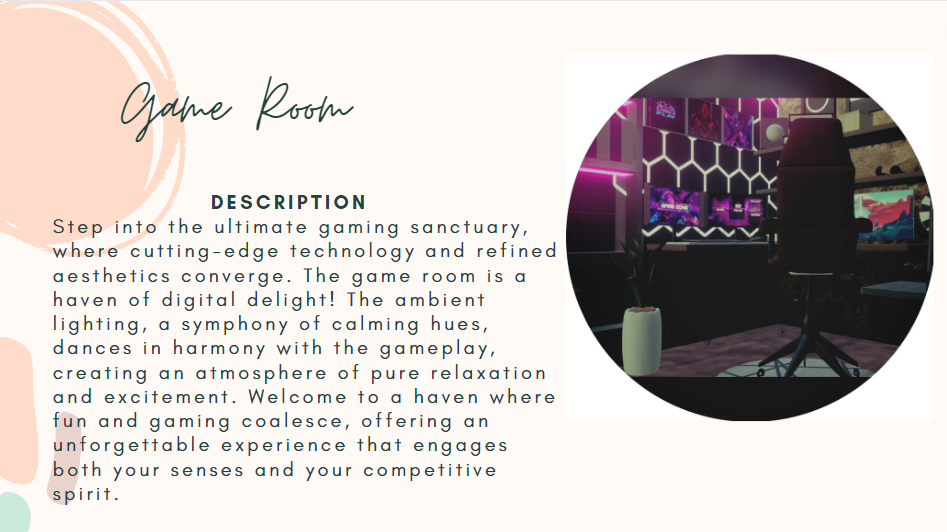 Game Room
DESCRIPTION
Step into the ultimate gaming sanctuary,
where cutting-edge technology and refined
aesthetics converge. The game room is a
haven of digital delight! The ambient
lighting, a symphony of calming hues,
dances in harmony with the gameplay,
creating an atmosphere of pure relaxation
and excitement. Welcome to a haven where
fun and gaming coalesce, offering an
unforgettable experience that engages
both your senses and your competitive
spirit.